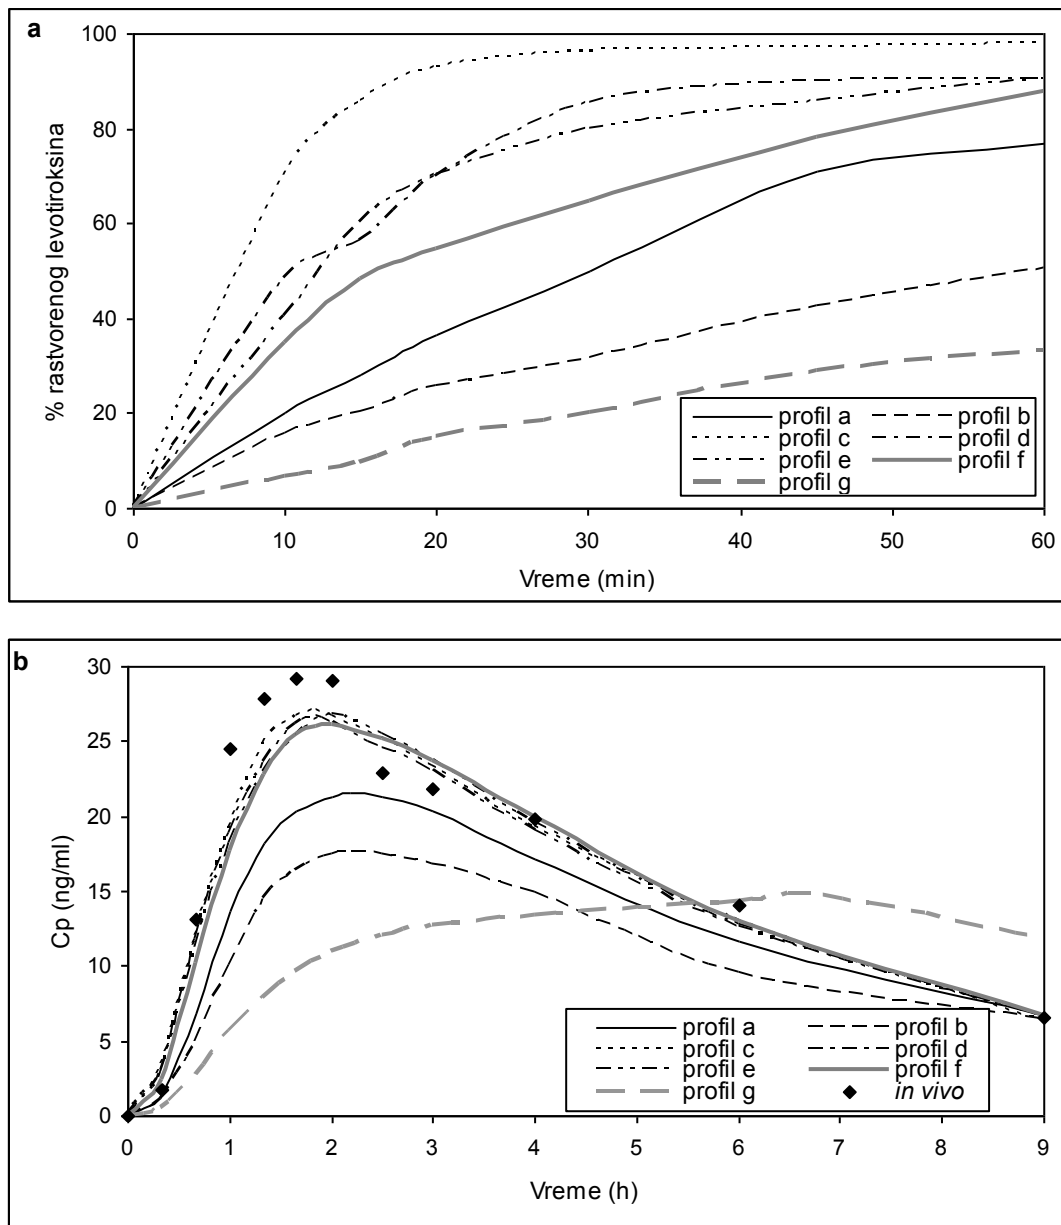 a
100
80
60
40
20
0
% rastvorenog levotiroksina
0 10 20 30 40 50 60
Vreme (min)
profil a profil b
profil c profil d
profil e profil f
profil g
b
30
25
20
15
10
5
0
Cp (ng/ml)
0 1 2 3 4 5 6 7 8 9
Vreme (h)
profil a profil b
profil c profil d
profil e profil f
profil g in vivo